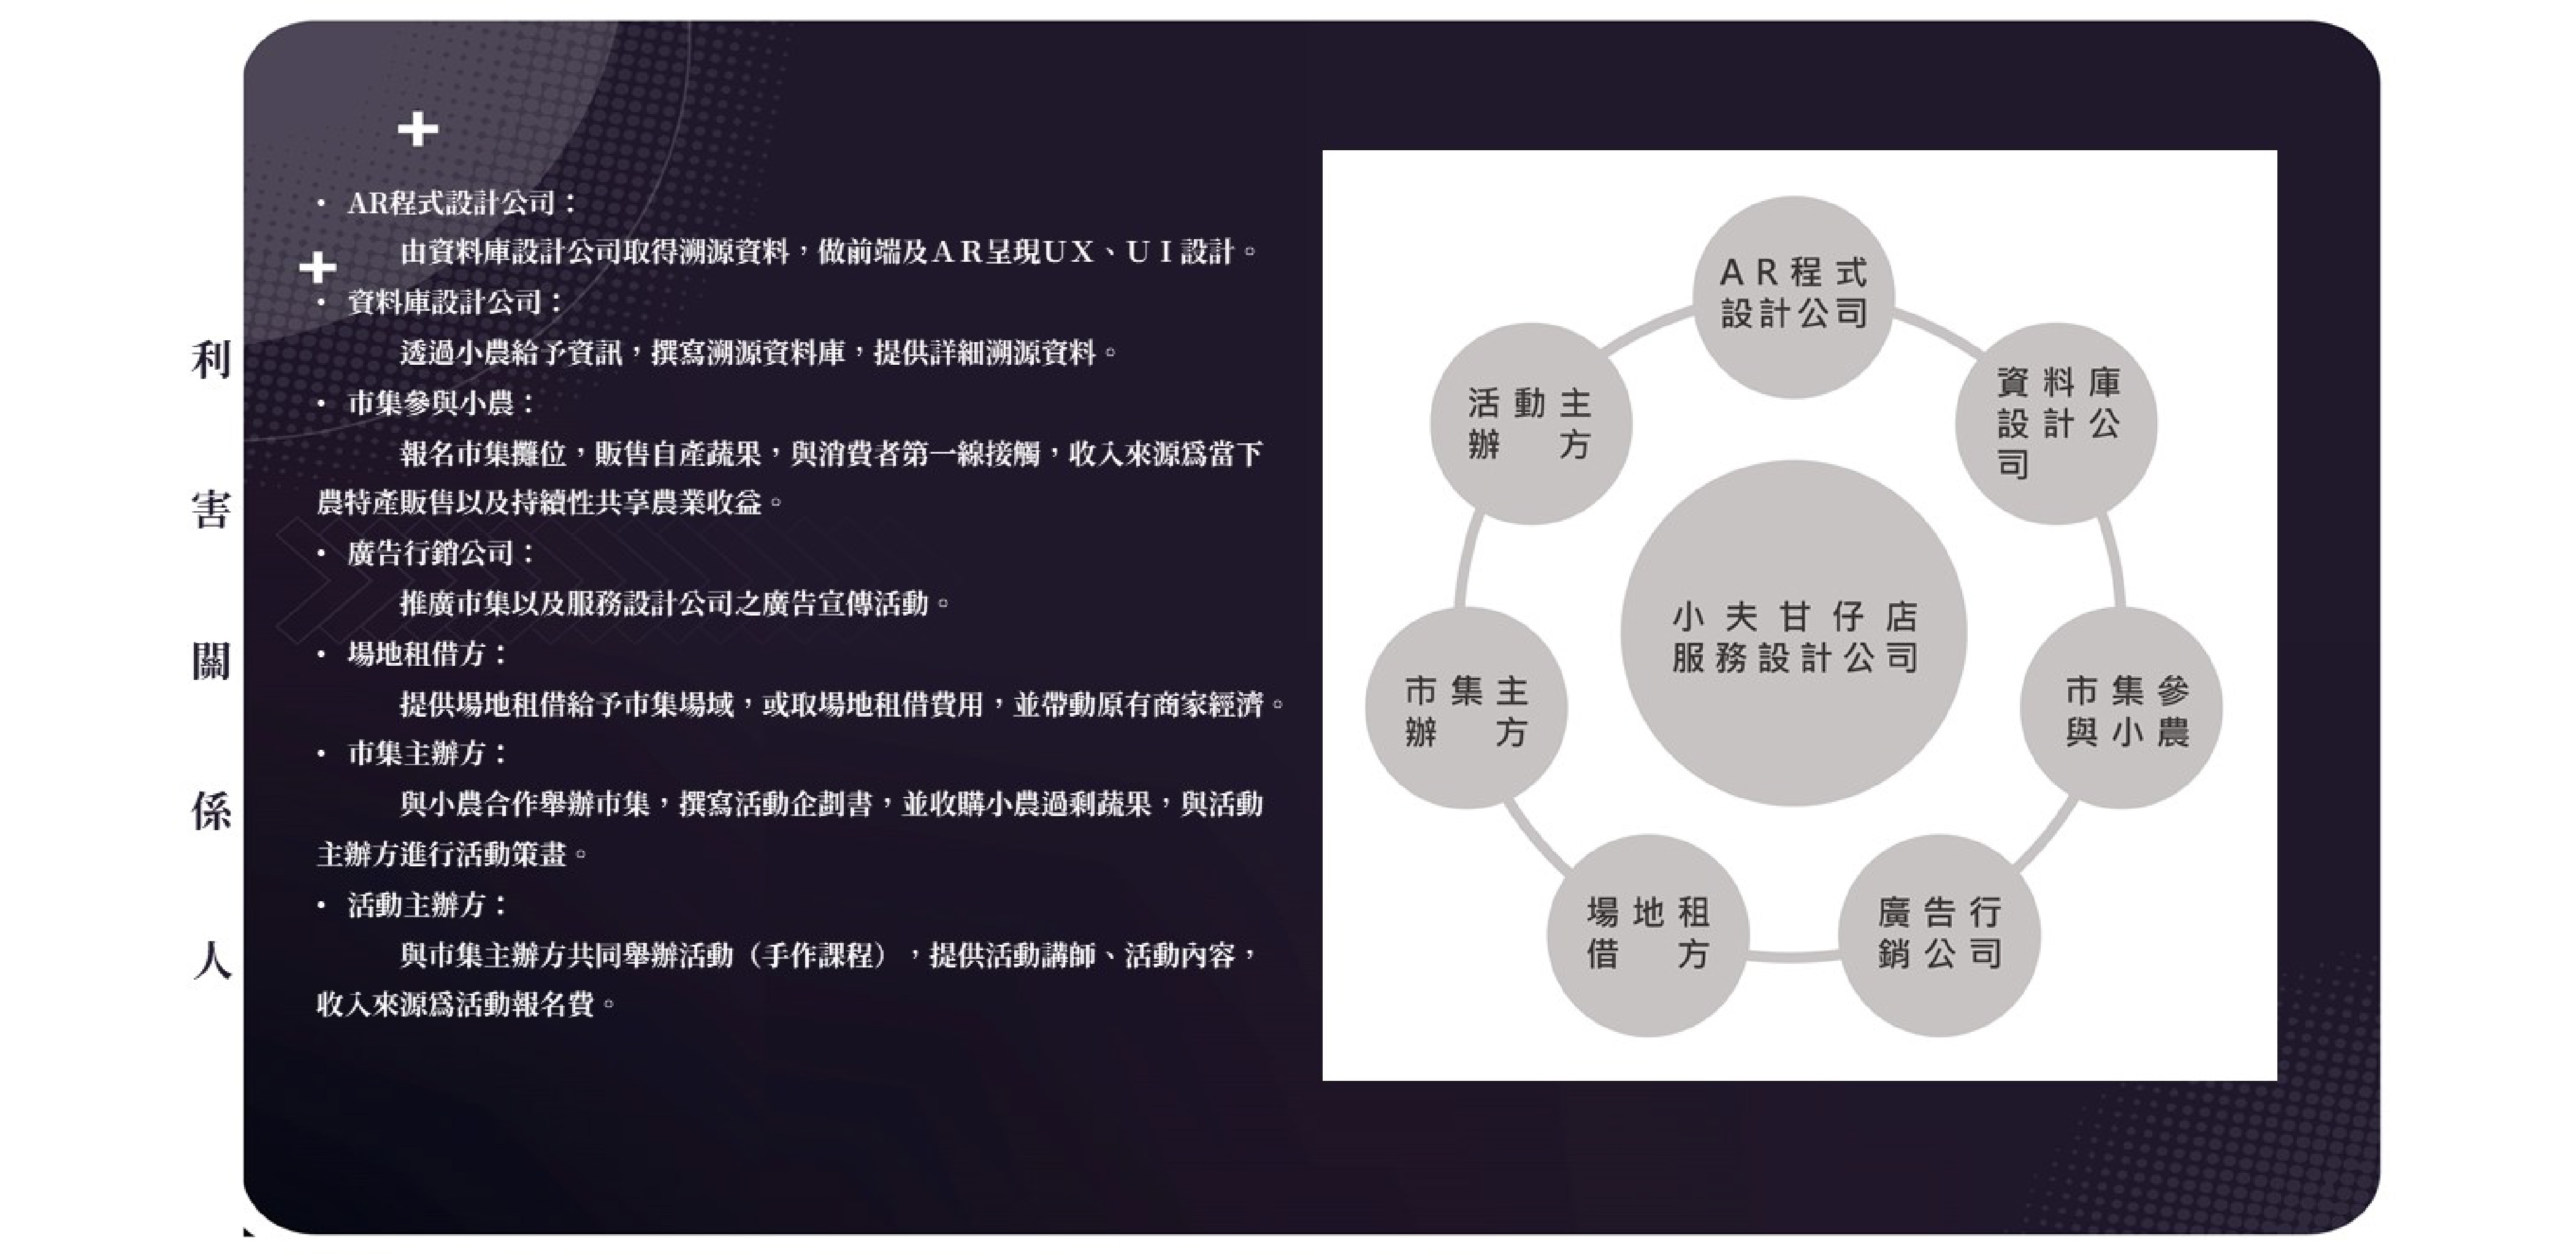 利害關係人
• AR程式設計公司：
由資料庫設計公司取得溯源資料，做前端及ＡＲ呈現ＵＸ、ＵＩ設計。
• 資料庫設計公司：
透過小農給予資訊，撰寫溯源資料庫，提供詳細溯源資料。
• 市集參與小農：
報名市集攤位，販售自產蔬果，與消費者第一線接觸，收入來源為當下
農特產販售以及持續性共享農業收益。
• 廣告行銷公司：
推廣市集以及服務設計公司之廣告宣傳活動。
• 場地租借方：
提供場地租借給予市集場域，或取場地租借費用，並帶動原有商家經濟。
• 市集主辦方：
與小農合作舉辦市集，撰寫活動企劃書，並收購小農過剩蔬果，與活動
主辦方進行活動策畫。
• 活動主辦方：
與市集主辦方共同舉辦活動（手作課程），提供活動講師、活動內容，
收入來源為活動報名費。
AR程式
設計公司
資料庫
設計公
司
市集參
與小農
廣告行
銷公司
場地租
借方
市集主
辦方
活動主
辦方
小夫甘仔店
服務設計公司